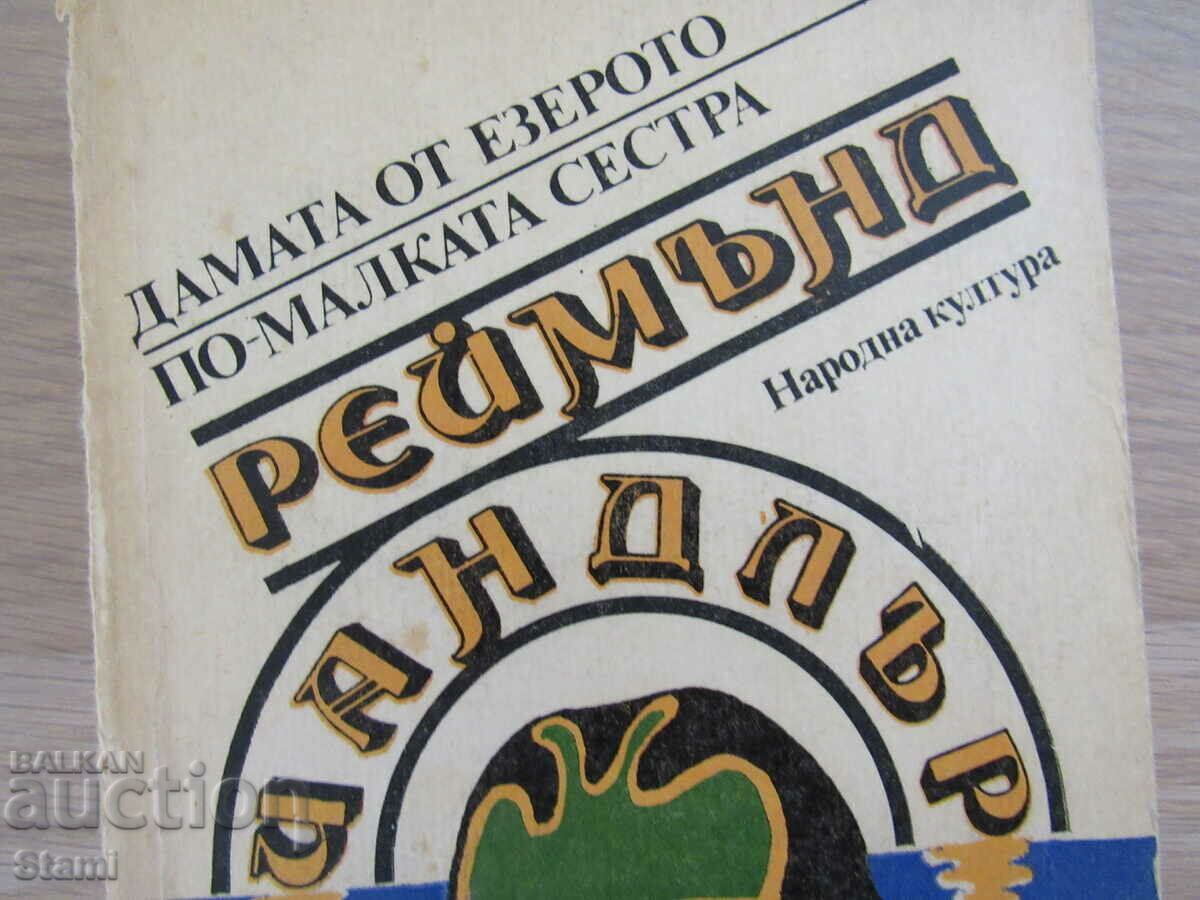 ДАМАТА ОТ ЕЗЕРОТО
ПО-МАЛКАТА СЕСТРА
РЕЙМЪНД
Народна култура
ЧАНДЛЪР
BALKAN
auction
Stami